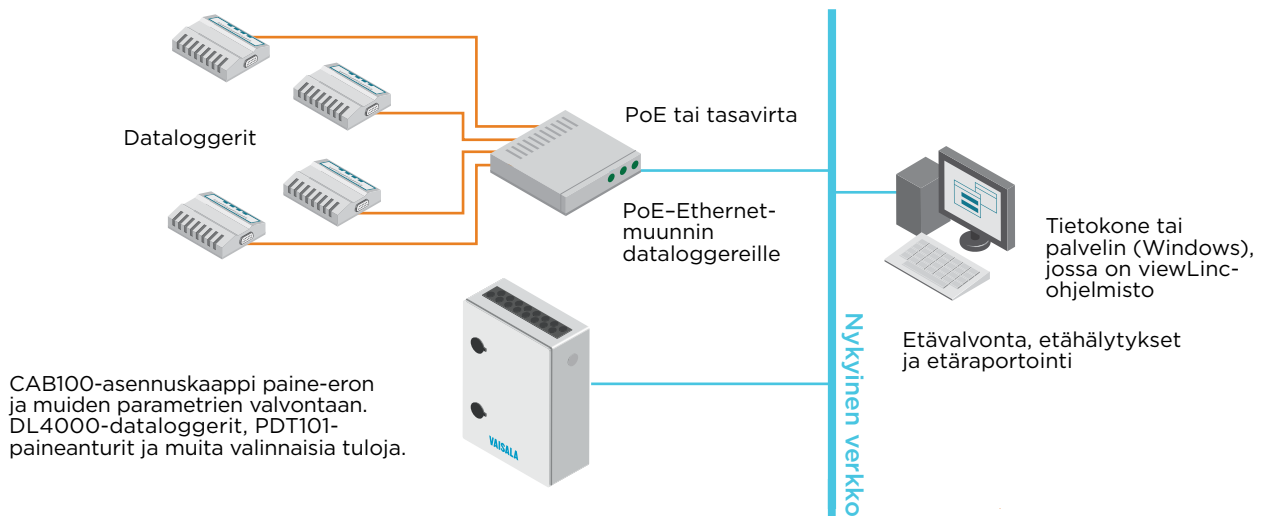 Dataloggerit
PoE tai tasavirta
PoE–Ethernet-
muunnin
dataloggereille
Tietokone tai
palvelin (Windows),
jossa on viewLinc-
ohjelmisto
Etävalvonta, etähälytykset
ja etäraportointi
Nykyinen verkko
CAB100-asennuskaappi paine-eron
ja muiden parametrien valvontaan.
DL4000-dataloggerit, PDT101-
paineanturit ja muita valinnaisia tuloja.
VAISALA